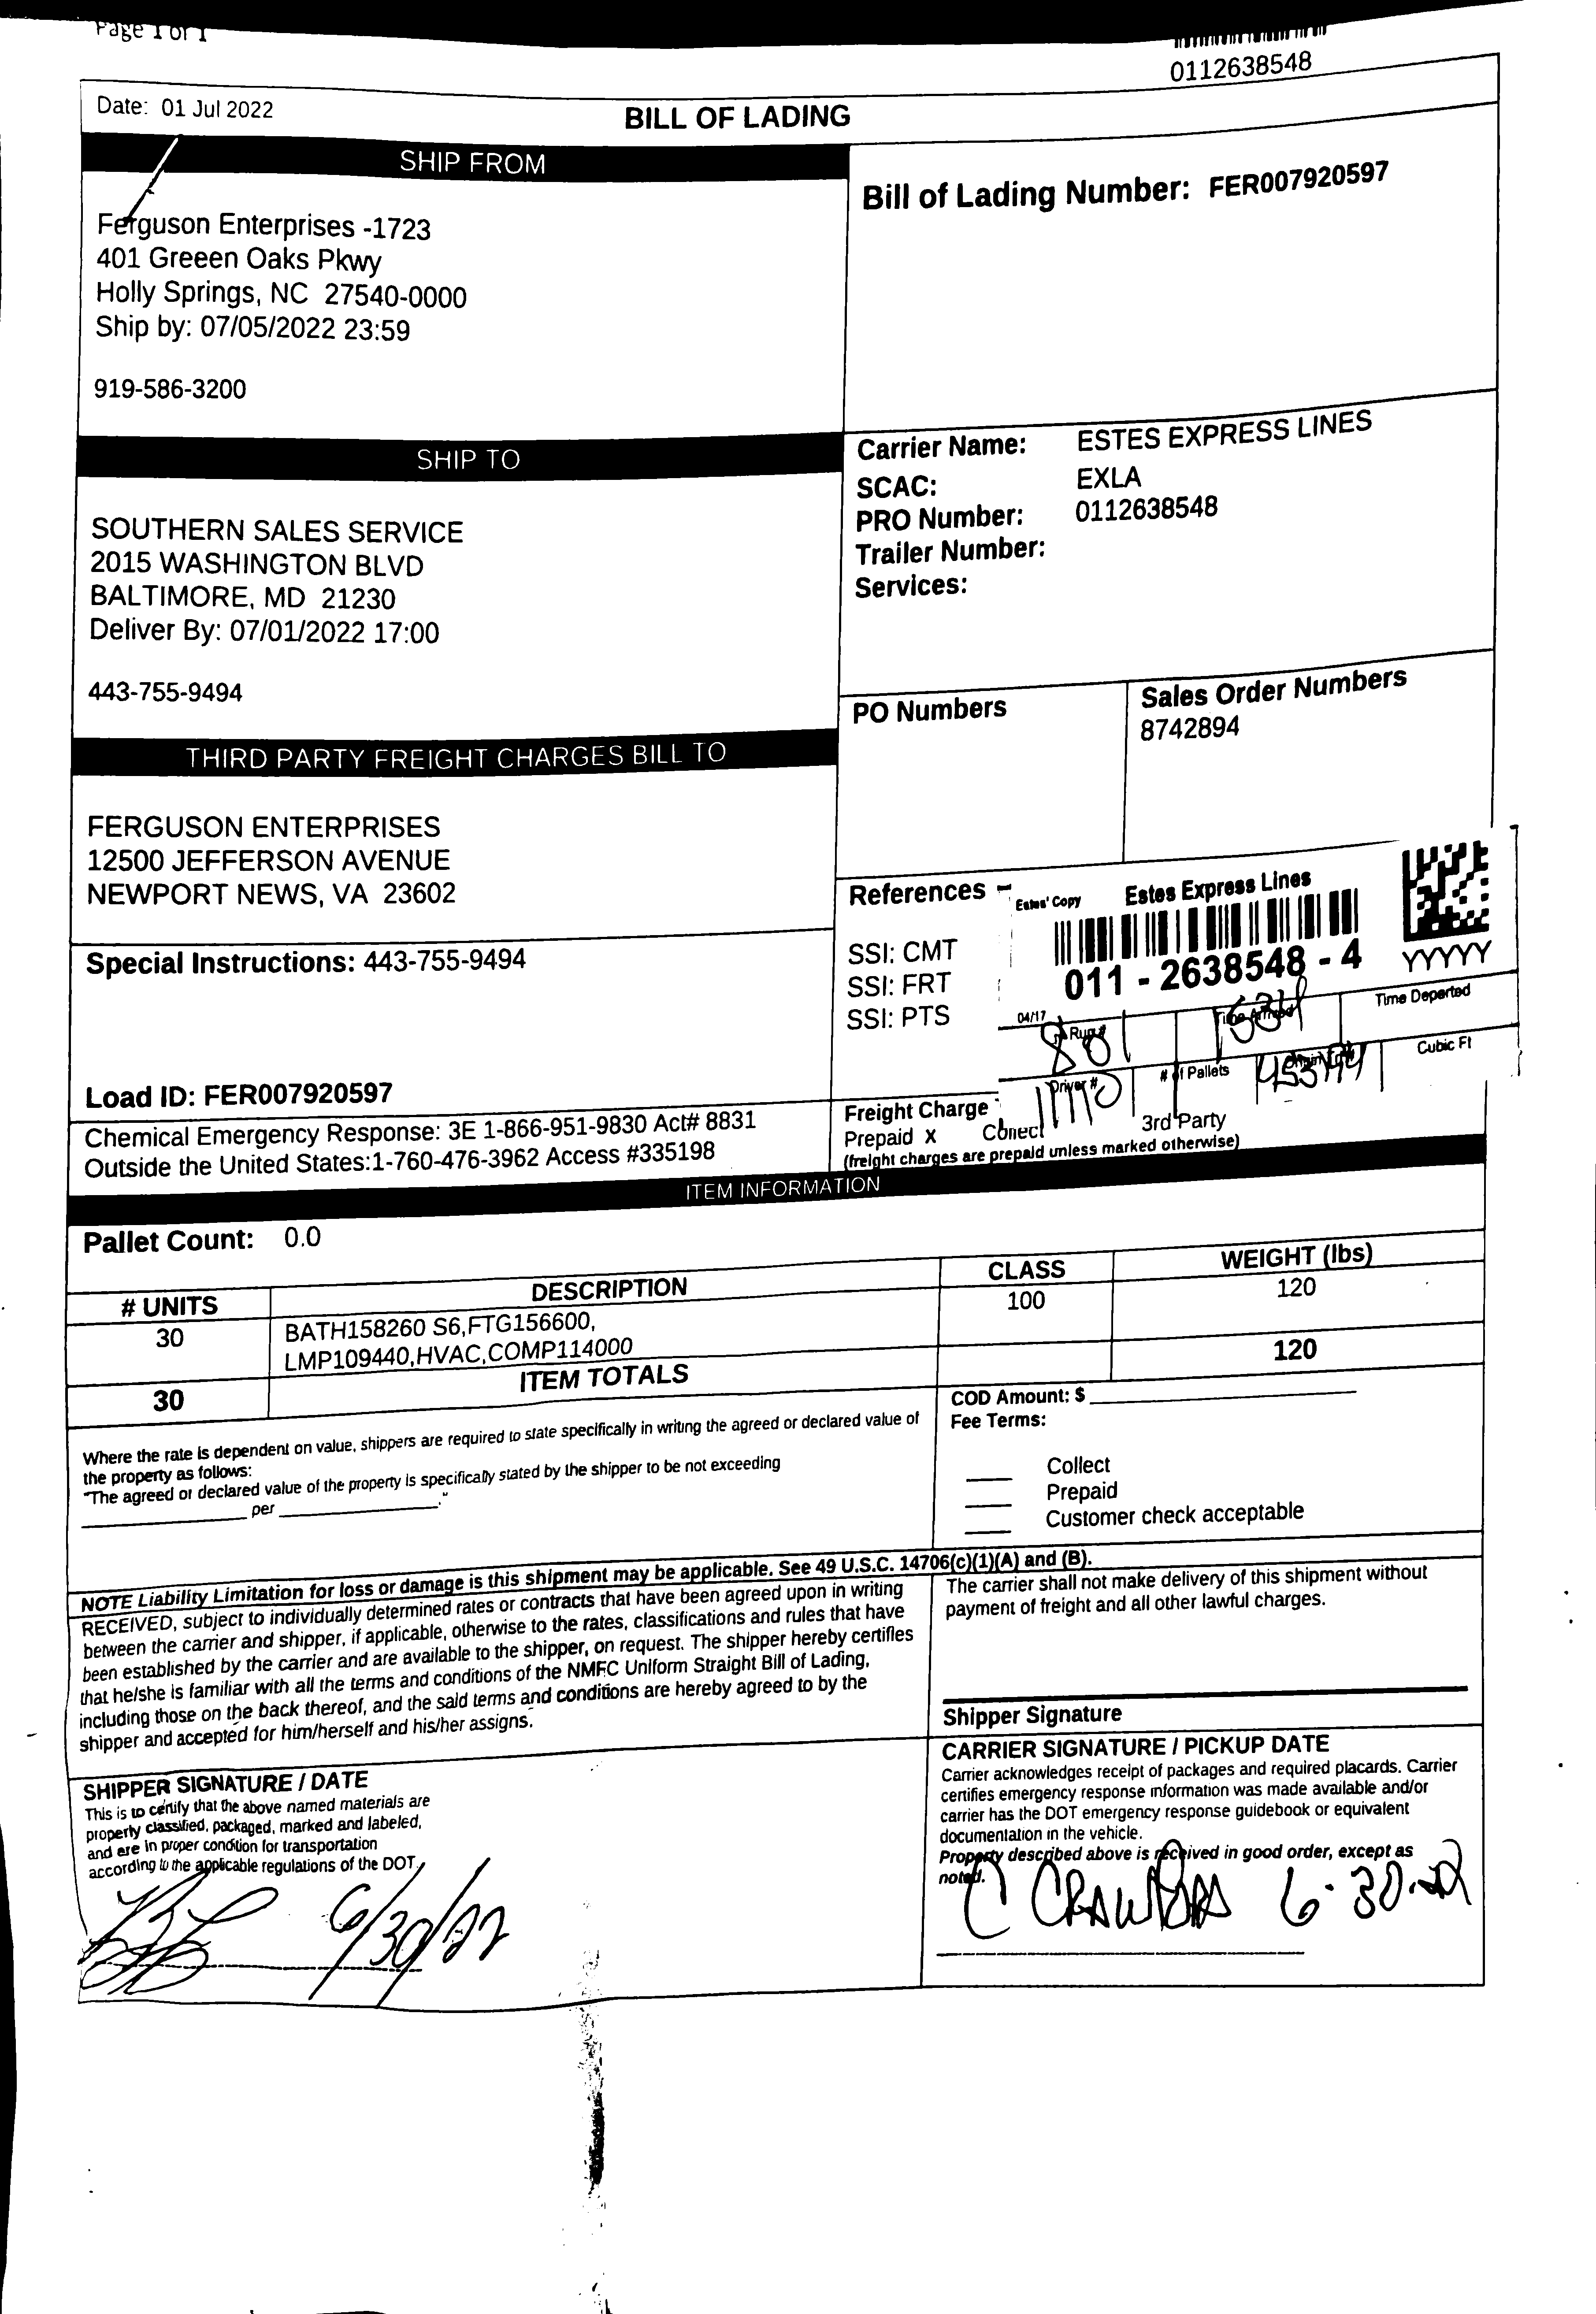 Page 1 of 1
0112638548
Date: 01 Jul 2022
BILL OF LADING
SHIP FROM
Ferguson Enterprises -1723
401 Greeen Oaks Pkwy
Holly Springs, NC 27540-0000
Ship by: 07/05/2022 23:59
919-586-3200
Bill of Lading Number: FER007920597
SHIP TO
SOUTHERN SALES SERVICE
2015 WASHINGTON BLVD
BALTIMORE, MD 21230
Deliver By: 07/01/2022 17:00
443-755-9494
Carrier Name: ESTES EXPRESS LINES
SCAC: EXLA
PRO Number: 0112638548
Trailer Number:
Services:
PO Numbers
Sales Order Numbers
8742894
THIRD PARTY FREIGHT CHARGES BILL TO
FERGUSON ENTERPRISES
12500 JEFFERSON AVENUE
NEWPORT NEWS, VA 23602
References
SSI: CMT
SSI: FRT
SSI: PTS
Estes' Copy
Estes Express Lines
011 - 2638548 - 4
YYYYY
04/17
Run #
801
Time Arrived
1534
Time Departed
Driver #
# of Pallets
Cubic Ft
Special Instructions: 443-755-9494
Load ID: FER007920597
Chemical Emergency Response: 3E 1-866-951-9830 Act# 8831
Outside the United States:1-760-476-3962 Access #335198
Freight Charge
Prepaid x Collect 3rd Party
(freight charges are prepaid unless marked otherwise)
ITEM INFORMATION
Pallet Count: 0.0
# UNITS DESCRIPTION CLASS WEIGHT (lbs)
30 BATH158260 S6,FTG156600, 100 120
LMP109440,HVAC,COMP114000
30 ITEM TOTALS 120
Where the rate is dependent on value, shippers are required to state specifically in writing the agreed or declared value of
the property as follows:
"The agreed or declared value of the property is specifically stated by the shipper to be not exceeding
____________ per ____________."
COD Amount: $
Fee Terms:
Collect
Prepaid
Customer check acceptable
NOTE Liability Limitation for loss or damage is this shipment may be applicable. See 49 U.S.C. 14706(c)(1)(A) and (B).
RECEIVED, subject to individually determined rates or contracts that have been agreed upon in writing
between the carrier and shipper, if applicable, otherwise to the rates, classifications and rules that have
been established by the carrier and are available to the shipper, on request. The shipper hereby certifies
that he/she is familiar with all the terms and conditions of the NMFC Uniform Straight Bill of Lading,
including those on the back thereof, and the said terms and conditions are hereby agreed to by the
shipper and accepted for him/herself and his/her assigns.
The carrier shall not make delivery of this shipment without
payment of freight and all other lawful charges.
Shipper Signature
SHIPPER SIGNATURE / DATE
This is to certify that the above named materials are
properly classified, packaged, marked and labeled,
and are in proper condition for transportation
according to the applicable regulations of the DOT.
6/30/22
CARRIER SIGNATURE / PICKUP DATE
Carrier acknowledges receipt of packages and required placards. Carrier
certifies emergency response information was made available and/or
carrier has the DOT emergency response guidebook or equivalent
documentation in the vehicle.
Property described above is received in good order, except as
noted.
C CRAWFORD 6-30-22